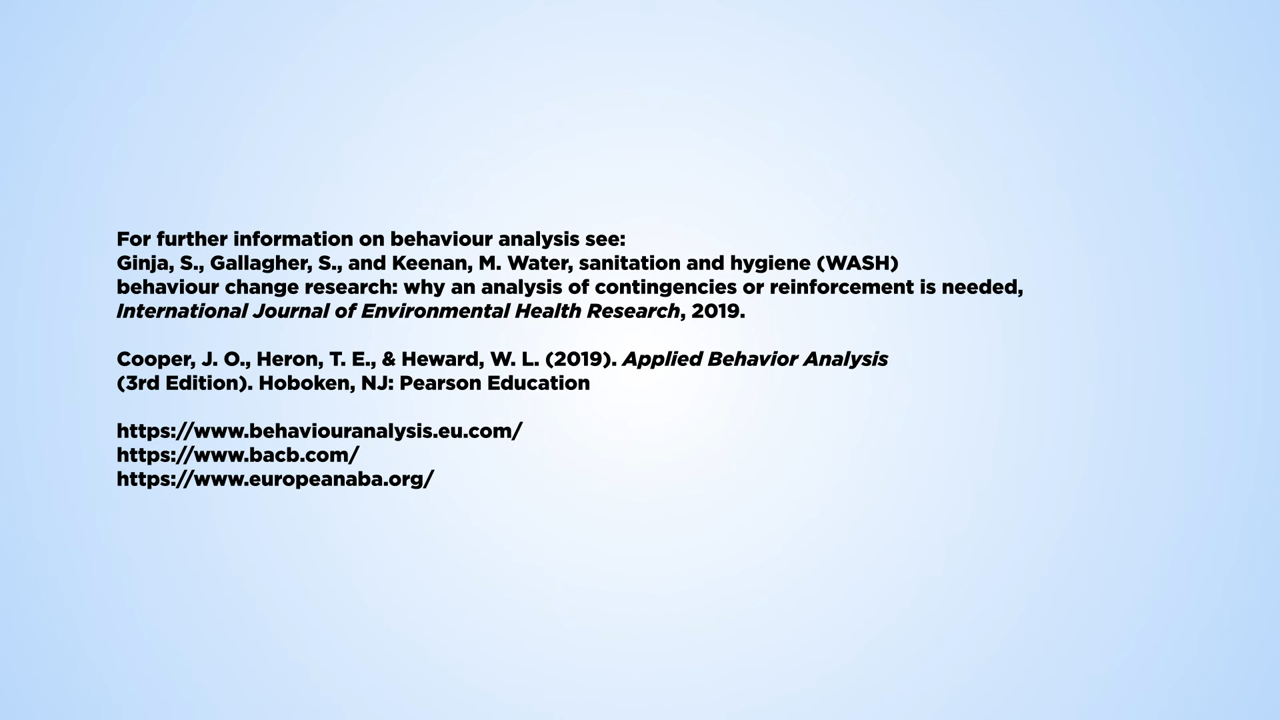 For further information on behaviour analysis see:
Ginja, S., Gallagher, S., and Keenan, M. Water, sanitation and hygiene (WASH)
behaviour change research: why an analysis of contingencies or reinforcement is needed,
International Journal of Environmental Health Research, 2019.
Cooper, J. O., Heron, T. E., & Heward, W. L. (2019). Applied Behavior Analysis
(3rd Edition). Hoboken, NJ: Pearson Education
https://www.behaviouranalysis.eu.com/
https://www.bacb.com/
https://www.europeanaba.org/